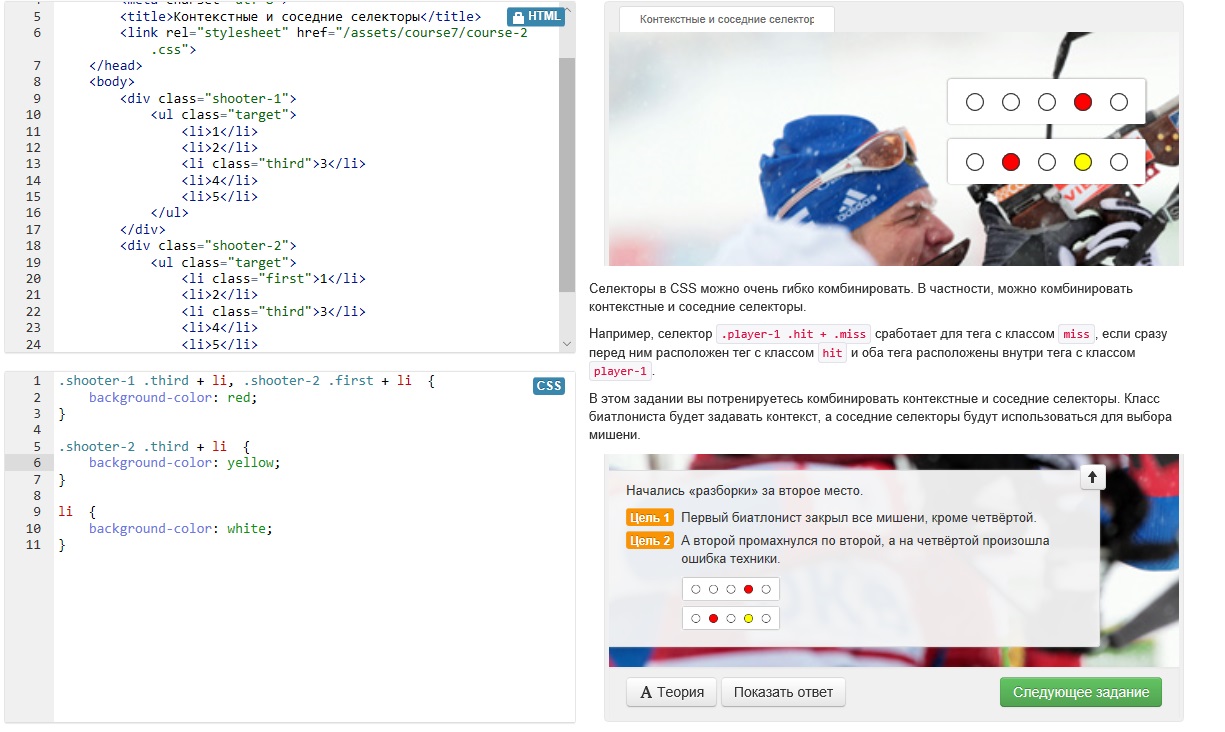 4 <meta charset="utf-8">
5 <title>Контекстные и соседние селекторы</title>
6 <link rel="stylesheet" href="/assets/course7/course-2
.css">
7 </head>
8 <body>
9 <div class="shooter-1">
10 <ul class="target">
11 <li>1</li>
12 <li>2</li>
13 <li class="third">3</li>
14 <li>4</li>
15 <li>5</li>
16 </ul>
17 </div>
18 <div class="shooter-2">
19 <ul class="target">
20 <li class="first">1</li>
21 <li>2</li>
22 <li class="third">3</li>
23 <li>4</li>
24 <li>5</li>
HTML
1 .shooter-1 .third + li, .shooter-2 .first + li {
2 background-color: red;
3 }
4
5 .shooter-2 .third + li {
6 background-color: yellow;
7 }
8
9 li {
10 background-color: white;
11 }
CSS
Контекстные и соседние селектор
adidas
Селекторы в CSS можно очень гибко комбинировать. В частности, можно комбинировать
контекстные и соседние селекторы.
Например, селектор .player-1 .hit + .miss сработает для тега с классом miss, если сразу
перед ним расположен тег с классом hit и оба тега расположены внутри тега с классом
player-1.
В этом задании вы потренируетесь комбинировать контекстные и соседние селекторы. Класс
биатлониста будет задавать контекст, а соседние селекторы будут использоваться для выбора
мишени.
Начались «разборки» за второе место.
Цель 1 Первый биатлонист закрыл все мишени, кроме четвёртой.
Цель 2 А второй промахнулся по второй, а на четвёртой произошла
ошибка техники.
A Теория
Показать ответ
Следующее задание